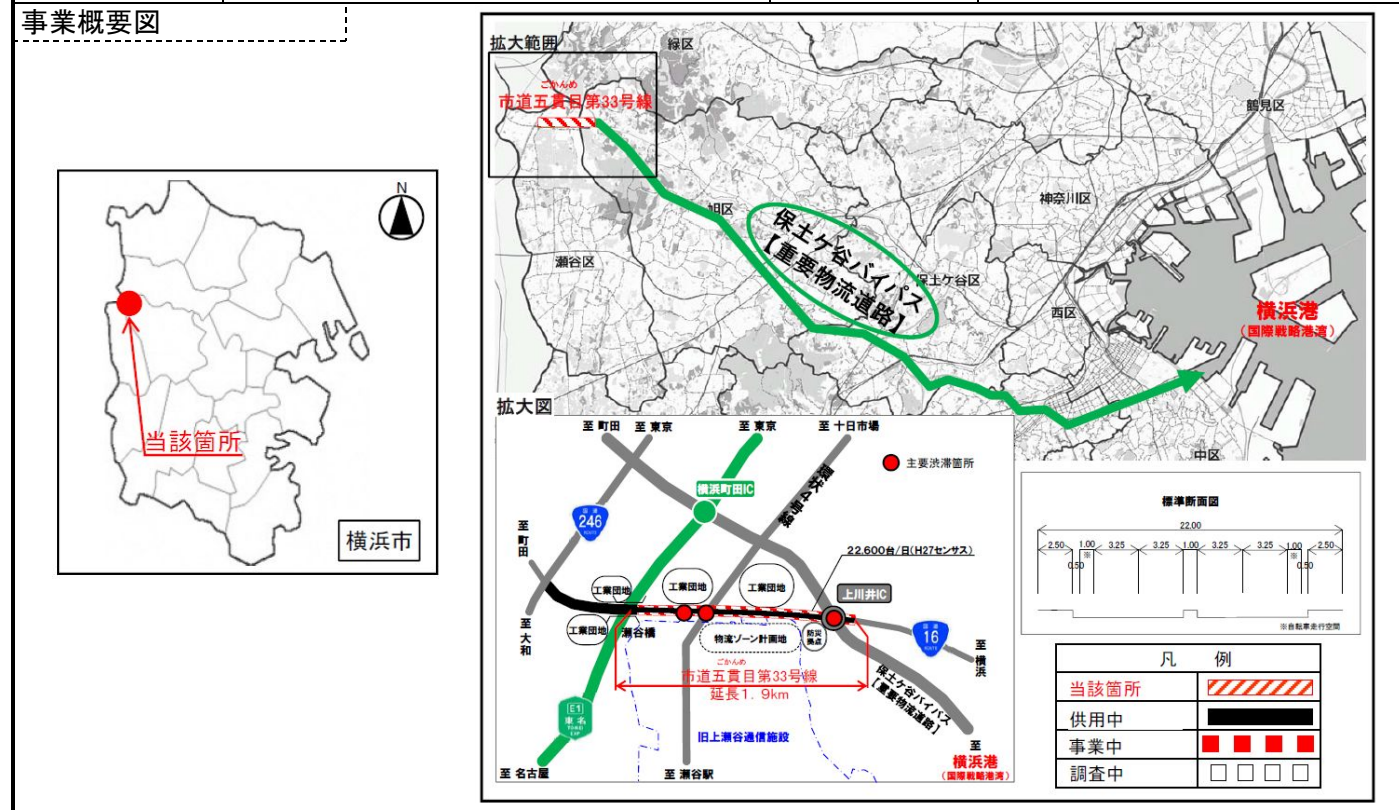 事業概要図
N
当該箇所
横浜市
拡大範囲
緑区
ごかんめ
市道五貫目第33号線
鶴見区
旭区
神奈川区
瀬谷区
保土ケ谷バイパス
【重要物流道路】
保土ケ谷区
西区
横浜港
(国際戦略港湾)
中区
拡大図
至 町田
至 東京
至 東京
至 十日市場
主要渋滞箇所
横浜町田IC
環状4号線
国道
246
ROUTE
至 町田
22,600台/日(H27センサス)
工業団地
工業団地
工業団地
上川井IC
工業団地
瀬谷橋
物流ゾーン計画地
防災拠点
国道
16
ROUTE
至 大和
至 横浜
ごかんめ
市道五貫目第33号線
延長1.9km
保土ケ谷バイパス
【重要物流道路】
E1
東名
TOMEI
EXP
旧上瀬谷通信施設
至 名古屋
至 瀬谷駅
至
横浜港
(国際戦略港湾)
標準断面図
22.00
2.50 1.00 3.25 3.25 1.00 3.25 3.25 1.00 2.50
※ ※
0.50 0.50
※自転車走行空間
凡 例
当該箇所
供用中
事業中
調査中